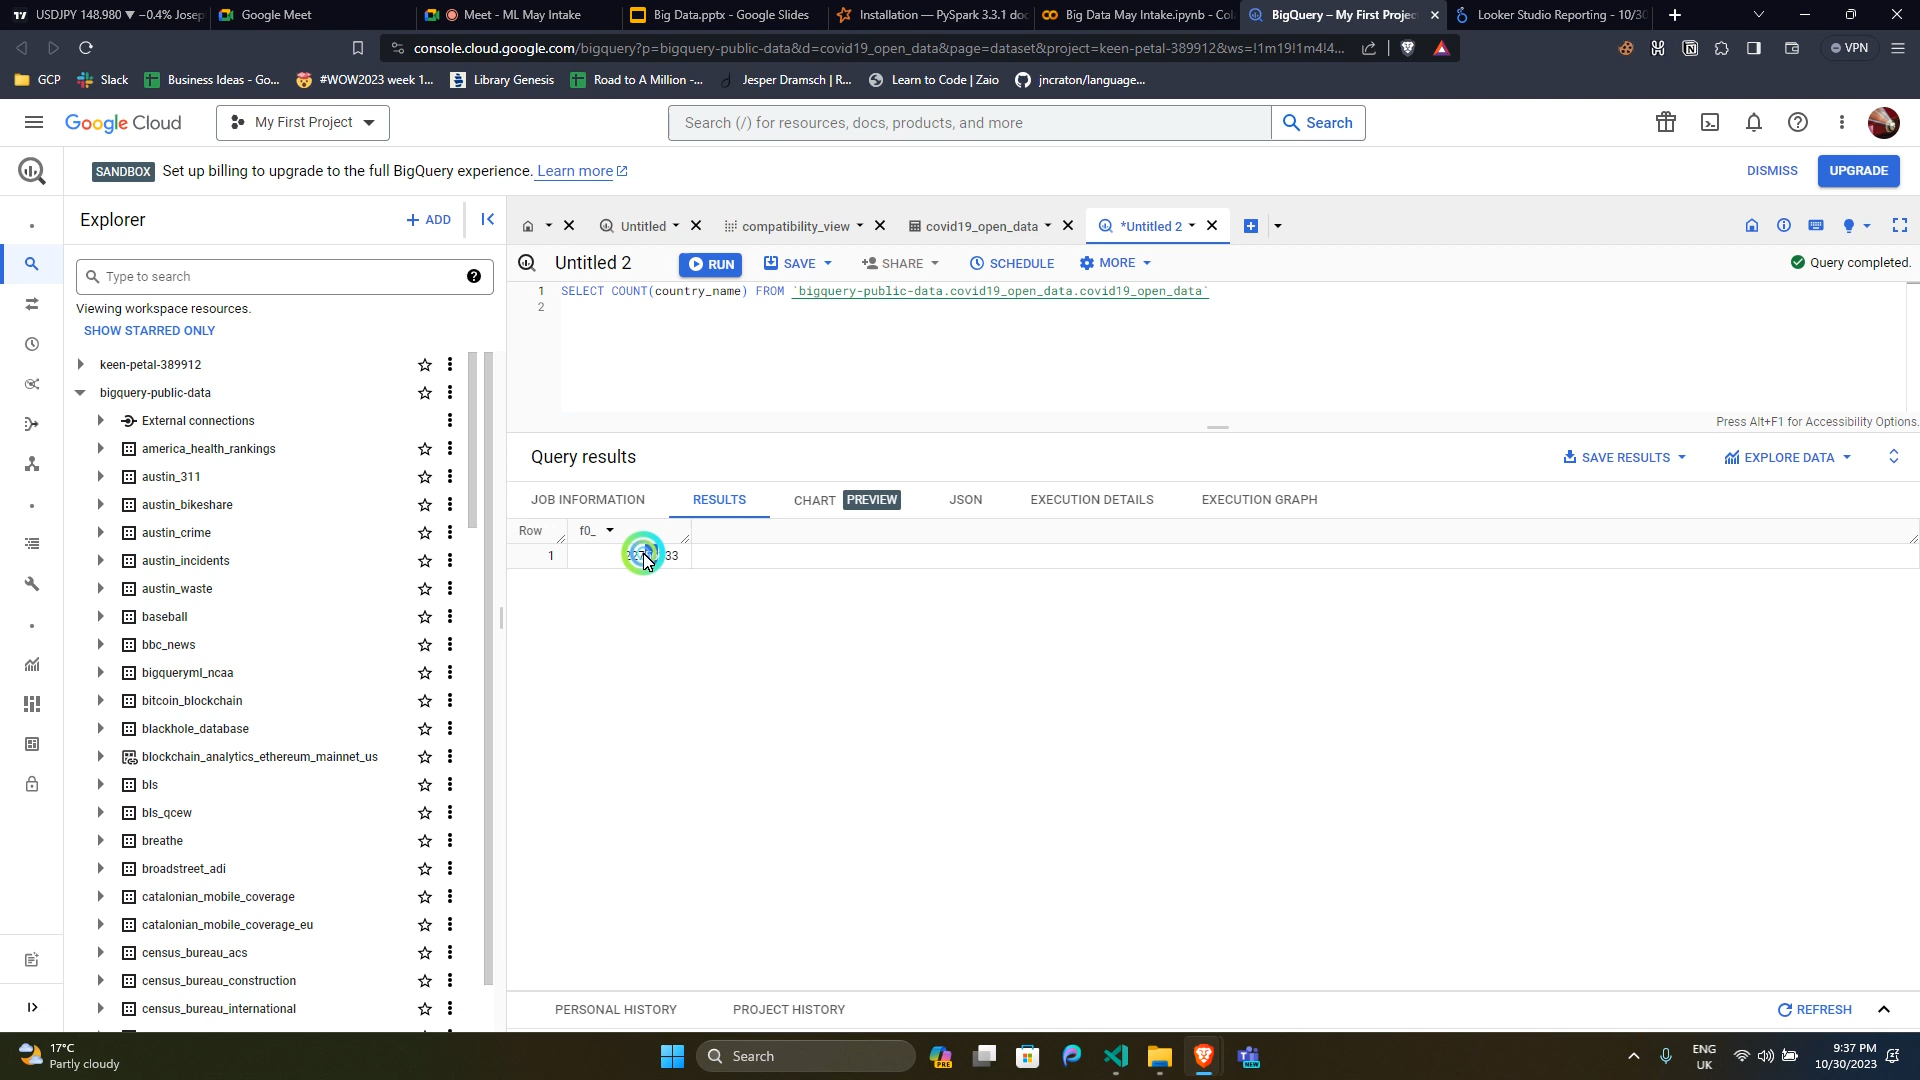 USDJPY 148.980 ▼ −0.4% Josep
Google Meet
Meet - ML May Intake
Big Data.pptx - Google Slides
Installation — PySpark 3.3.1 doc
Big Data May Intake.ipynb - Col
BigQuery – My First Project
Looker Studio Reporting - 10/30
console.cloud.google.com/bigquery?p=bigquery-public-data&d=covid19_open_data&page=dataset&project=keen-petal-389912&ws=!1m19!1m4!4...
VPN
GCP
Slack
Business Ideas - Go...
#WOW2023 week 1...
Library Genesis
Road to A Million -...
Jesper Dramsch | R...
Learn to Code | Zaio
jncraton/language...
Google Cloud
My First Project
Search (/) for resources, docs, products, and more
Search
SANDBOX Set up billing to upgrade to the full BigQuery experience. Learn more
DISMISS
UPGRADE
Explorer
+ ADD
Untitled
compatibility_view
covid19_open_data
*Untitled 2
Type to search
Viewing workspace resources.
SHOW STARRED ONLY
keen-petal-389912
bigquery-public-data
External connections
america_health_rankings
austin_311
austin_bikeshare
austin_crime
austin_incidents
austin_waste
baseball
bbc_news
bigqueryml_ncaa
bitcoin_blockchain
blackhole_database
blockchain_analytics_ethereum_mainnet_us
bls
bls_qcew
breathe
broadstreet_adi
catalonian_mobile_coverage
catalonian_mobile_coverage_eu
census_bureau_acs
census_bureau_construction
census_bureau_international
Untitled 2
RUN
SAVE
SHARE
SCHEDULE
MORE
Query completed.
1 SELECT COUNT(country_name) FROM `bigquery-public-data.covid19_open_data.covid19_open_data`
2
Press Alt+F1 for Accessibility Options.
Query results
SAVE RESULTS
EXPLORE DATA
JOB INFORMATION
RESULTS
CHART PREVIEW
JSON
EXECUTION DETAILS
EXECUTION GRAPH
Row f0_
1
PERSONAL HISTORY
PROJECT HISTORY
REFRESH
17°C
Partly cloudy
Search
PRE
NEW
ENG
UK
9:37 PM
10/30/2023